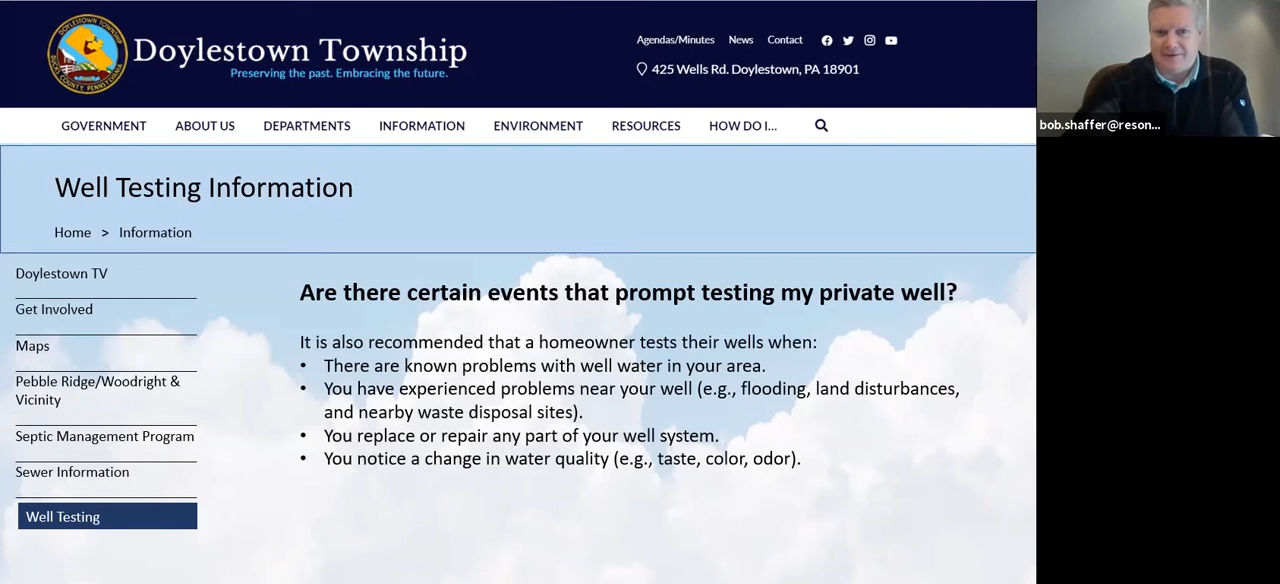 Doylestown Township
Preserving the past. Embracing the future.
Agendas/Minutes News Contact
425 Wells Rd. Doylestown, PA 18901
bob.shaffer@reson...
GOVERNMENT ABOUT US DEPARTMENTS INFORMATION ENVIRONMENT RESOURCES HOW DO I...
Well Testing Information
Home > Information
Doylestown TV
Get Involved
Maps
Pebble Ridge/Woodright &
Vicinity
Septic Management Program
Sewer Information
Well Testing
Are there certain events that prompt testing my private well?
It is also recommended that a homeowner tests their wells when:
• There are known problems with well water in your area.
• You have experienced problems near your well (e.g., flooding, land disturbances,
and nearby waste disposal sites).
• You replace or repair any part of your well system.
• You notice a change in water quality (e.g., taste, color, odor).
DOYLESTOWN TOWNSHIP
BUCKS COUNTY, PENNSYLVANIA